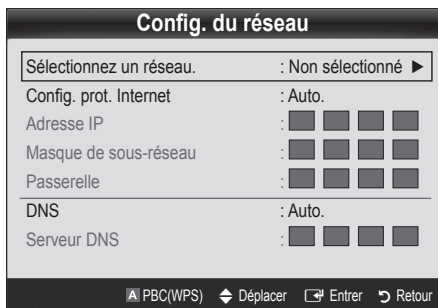 Config. du réseau
Sélectionnez un réseau. : Non sélectionné ▶
Config. prot. Internet : Auto.
Adresse IP :
Masque de sous-réseau :
Passerelle :
DNS : Auto.
Serveur DNS :
A PBC(WPS) Déplacer Entrer Retour